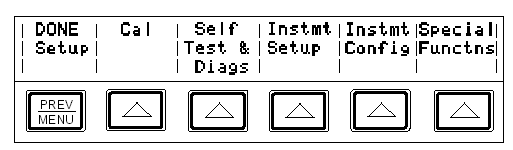 DONE | Cal | Self | Instmt | Instmt | Special
Setup | | Test & | Setup | Config | Functns
Diags
PREV
MENU